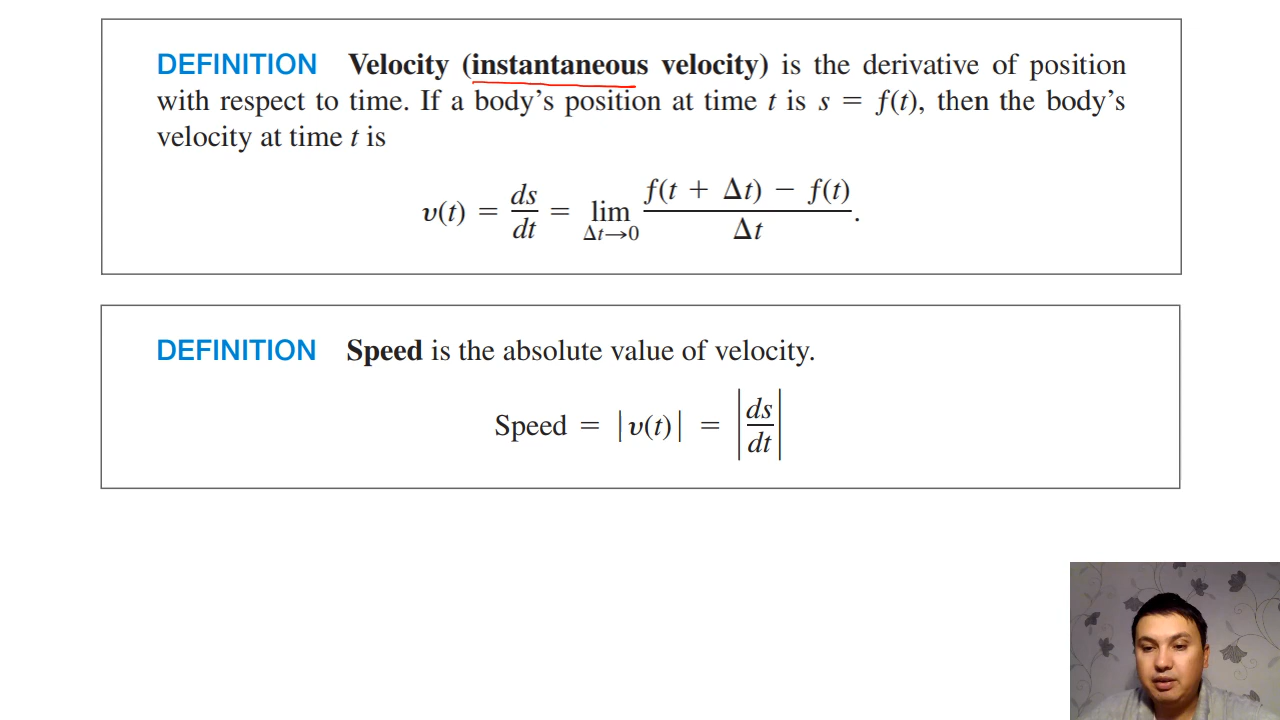 DEFINITION Velocity (instantaneous velocity) is the derivative of position
with respect to time. If a body’s position at time t is s = f(t), then the body’s
velocity at time t is
v(t) = ds/dt = lim Δt→0 (f(t + Δt) − f(t))/Δt.
DEFINITION Speed is the absolute value of velocity.
Speed = |v(t)| = |ds/dt|